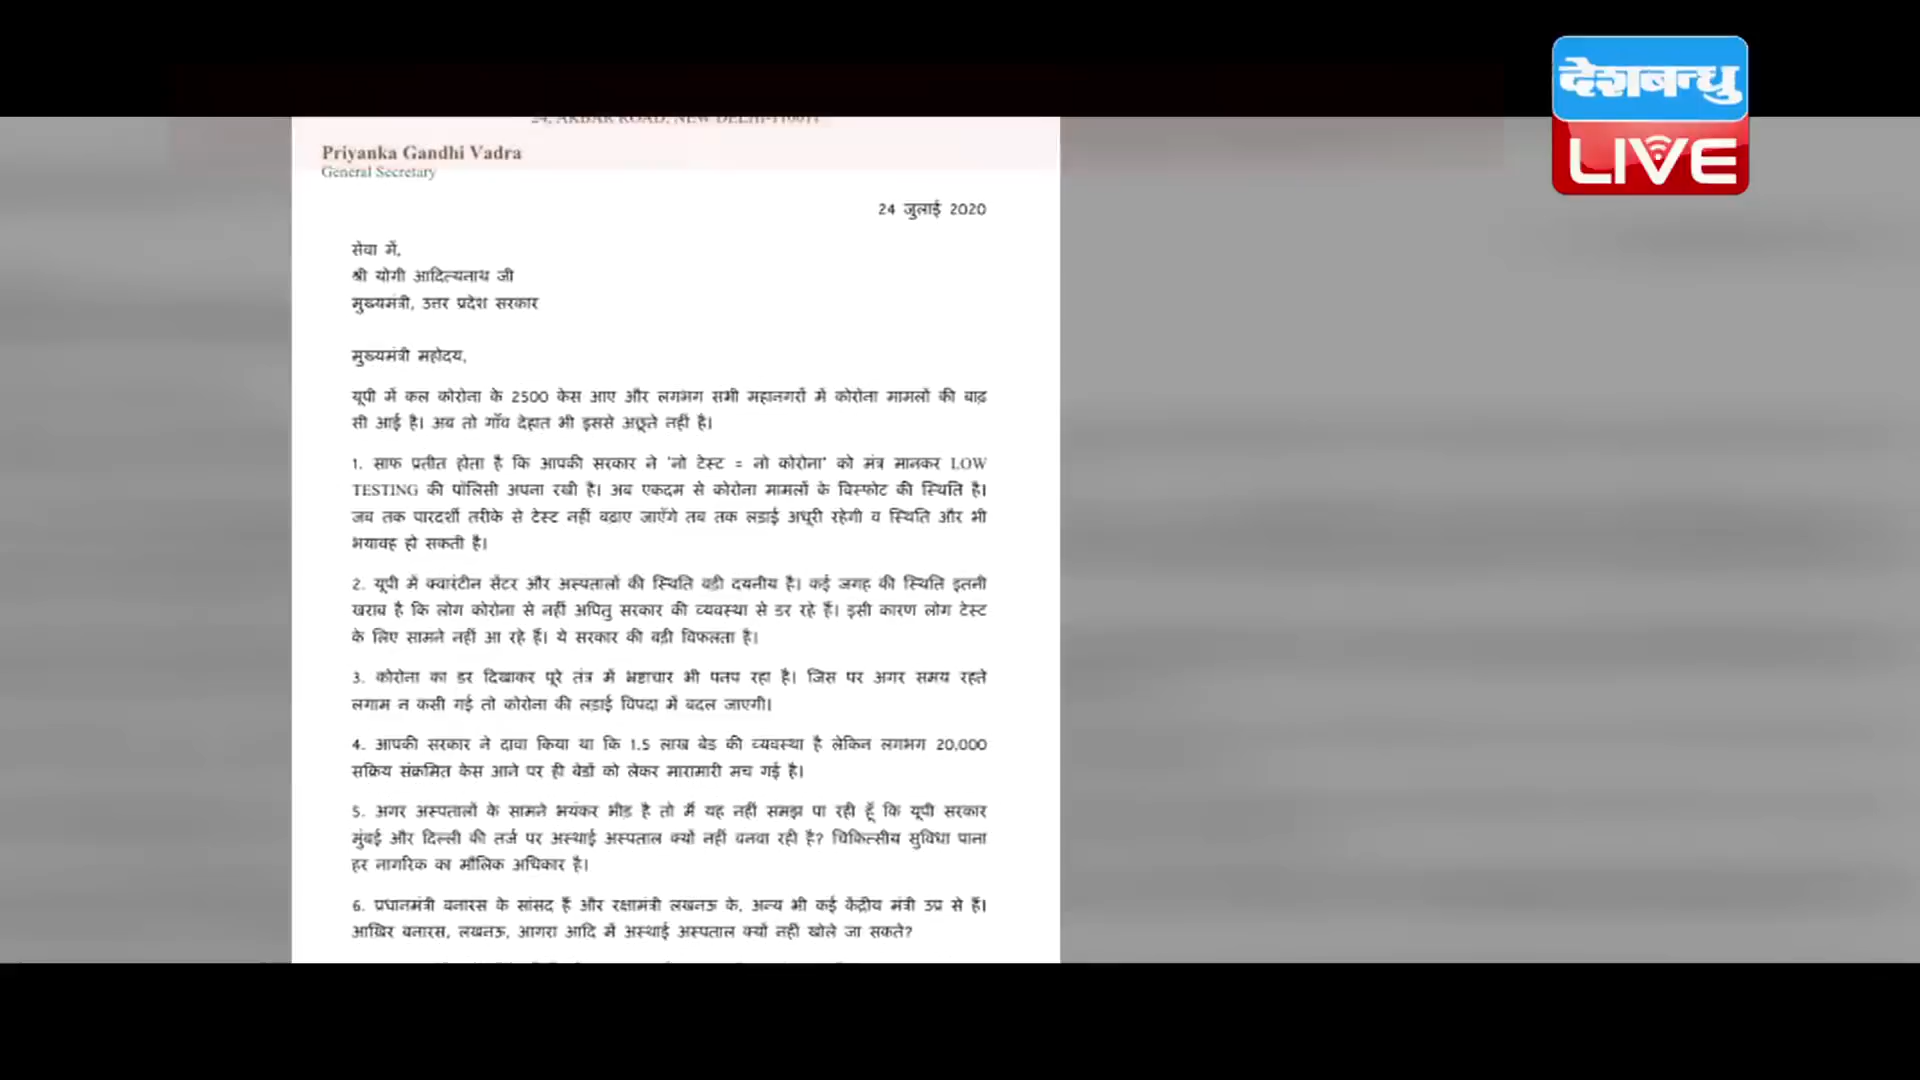 देशबन्धु
LIVE
24, AKBAR ROAD, NEW DELHI-110011
Priyanka Gandhi Vadra
General Secretary
24 जुलाई 2020
सेवा में,
श्री योगी आदित्यनाथ जी
मुख्यमंत्री, उत्तर प्रदेश सरकार
मुख्यमंत्री महोदय,
यूपी में कल कोरोना के 2500 केस आए और लगभग सभी महानगरों में कोरोना मामलों की बाढ़
सी आई है। अब तो गाँव देहात भी इससे अछूते नहीं है।
1. साफ प्रतीत होता है कि आपकी सरकार ने 'नो टेस्ट = नो कोरोना' को मंत्र मानकर LOW
TESTING की पॉलिसी अपना रखी है। अब एकदम से कोरोना मामलों के विस्फोट की स्थिति है।
जब तक पारदर्शी तरीके से टेस्ट नहीं बढ़ाए जाएँगे तब तक लड़ाई अधूरी रहेगी व स्थिति और भी
भयावह हो सकती है।
2. यूपी में क्वारंटीन सेंटर और अस्पतालों की स्थिति बड़ी दयनीय है। कई जगह की स्थिति इतनी
खराब है कि लोग कोरोना से नहीं अपितु सरकार की व्यवस्था से डर रहे हैं। इसी कारण लोग टेस्ट
के लिए सामने नहीं आ रहे हैं। ये सरकार की बड़ी विफलता है।
3. कोरोना का डर दिखाकर पूरे तंत्र में भ्रष्टाचार भी पनप रहा है। जिस पर अगर समय रहते
लगाम न कसी गई तो कोरोना की लड़ाई विपदा में बदल जाएगी।
4. आपकी सरकार ने दावा किया था कि 1.5 लाख बेड की व्यवस्था है लेकिन लगभग 20,000
सक्रिय संक्रमित केस आने पर ही बेडों को लेकर मारामारी मच गई है।
5. अगर अस्पतालों के सामने भयंकर भीड़ है तो मैं यह नहीं समझ पा रही हूँ कि यूपी सरकार
मुंबई और दिल्ली की तर्ज पर अस्थाई अस्पताल क्यों नहीं बनवा रही है? चिकित्सीय सुविधा पाना
हर नागरिक का मौलिक अधिकार है।
6. प्रधानमंत्री बनारस के सांसद हैं और रक्षामंत्री लखनऊ के, अन्य भी कई केंद्रीय मंत्री उप्र से हैं।
आखिर बनारस, लखनऊ, आगरा आदि में अस्थाई अस्पताल क्यों नहीं खोले जा सकते?